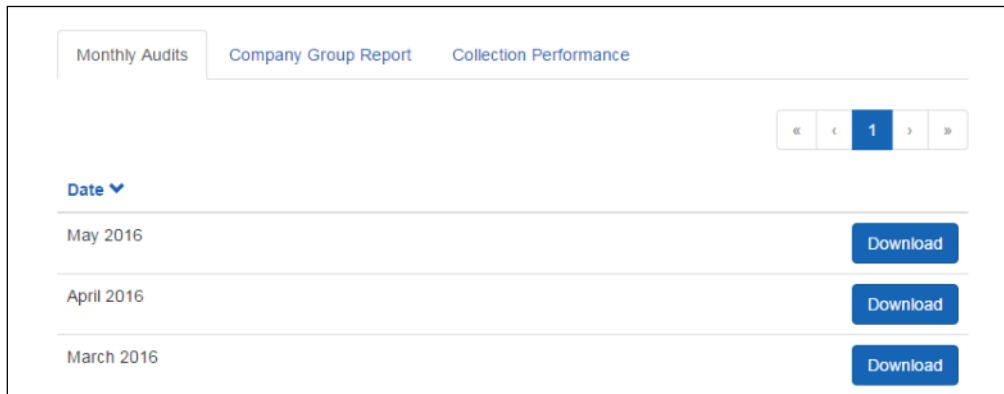 Monthly Audits Company Group Report Collection Performance
« ‹ 1 › »
Date
May 2016 Download
April 2016 Download
March 2016 Download